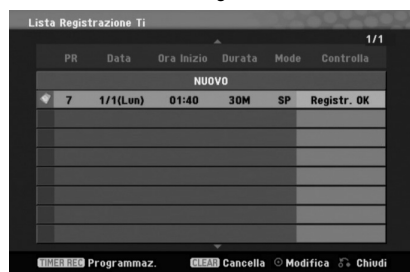 Lista Registrazione Ti
1/1
PR Data Ora Inizio Durata Mode Controlla
NUOVO
7 1/1(Lun) 01:40 30M SP Registr. OK
TIMER REC Programmaz. CLEAR Cancella Modifica Chiudi